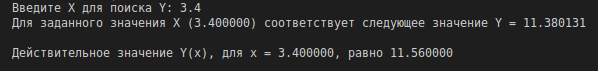 Введите X для поиска Y: 3.4
Для заданного значения X (3.400000) соответствует следующее значение Y = 11.380131
Действительное значение Y(x), для x = 3.400000, равно 11.560000